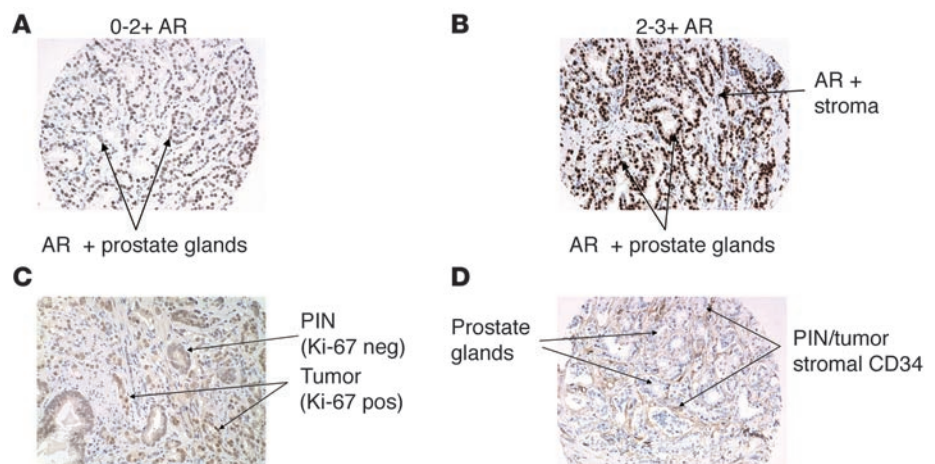 A
0-2+ AR
AR + prostate glands
B
2-3+ AR
AR +
stroma
AR + prostate glands
C
PIN
(Ki-67 neg)
Tumor
(Ki-67 pos)
D
Prostate
glands
PIN/tumor
stromal CD34